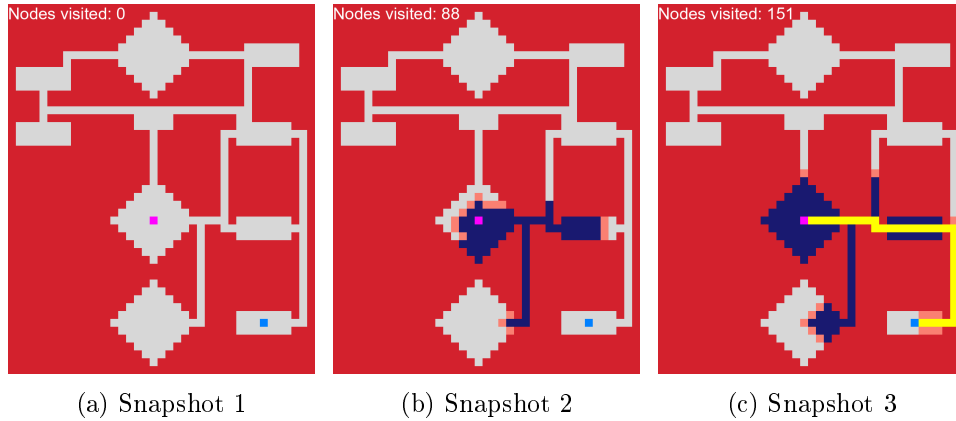 Nodes visited: 0
Nodes visited: 88
Nodes visited: 151
(a) Snapshot 1
(b) Snapshot 2
(c) Snapshot 3